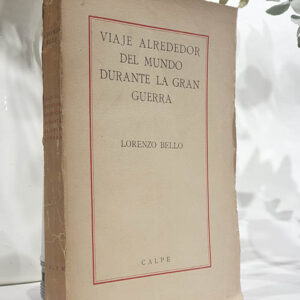 VIAJE ALREDEDOR
DEL MUNDO
DURANTE LA GRAN
GUERRA
LORENZO BELLO
CALPE